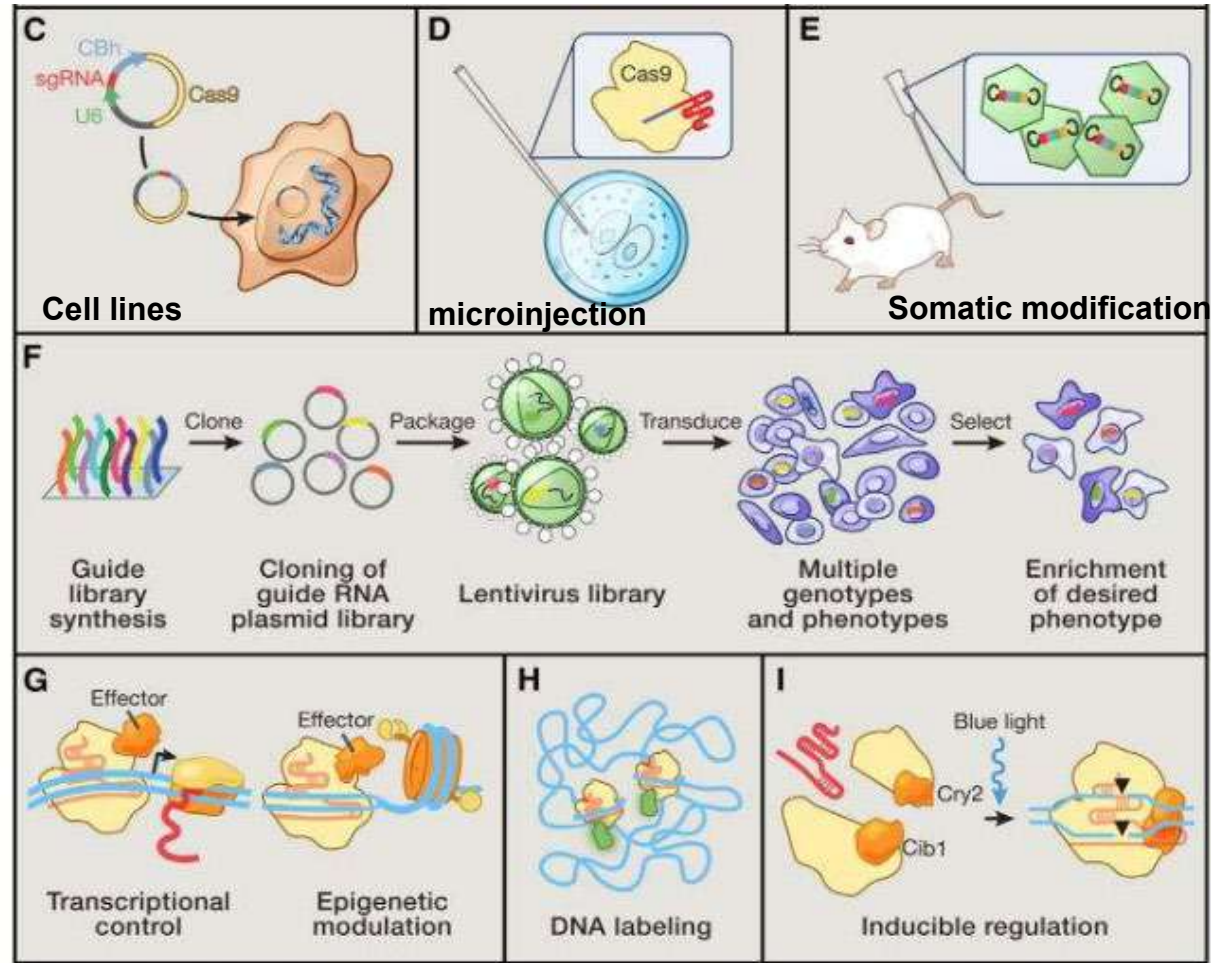 C
CBh
sgRNA
U6
Cas9
Cell lines
D
Cas9
microinjection
E
Somatic modification
F
Clone
Package
Transduce
Select
Guide
library
synthesis
Cloning of
guide RNA
plasmid library
Lentivirus library
Multiple
genotypes
and phenotypes
Enrichment
of desired
phenotype
G
Effector
Effector
Transcriptional
control
Epigenetic
modulation
H
DNA labeling
I
Blue light
Cry2
Cib1
Inducible regulation